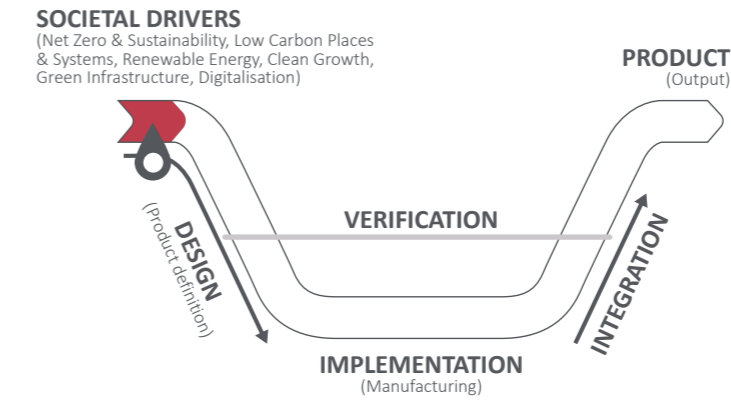 SOCIETAL DRIVERS
(Net Zero & Sustainability, Low Carbon Places
& Systems, Renewable Energy, Clean Growth,
Green Infrastructure, Digitalisation)
PRODUCT
(Output)
VERIFICATION
DESIGN
(Product definition)
INTEGRATION
IMPLEMENTATION
(Manufacturing)